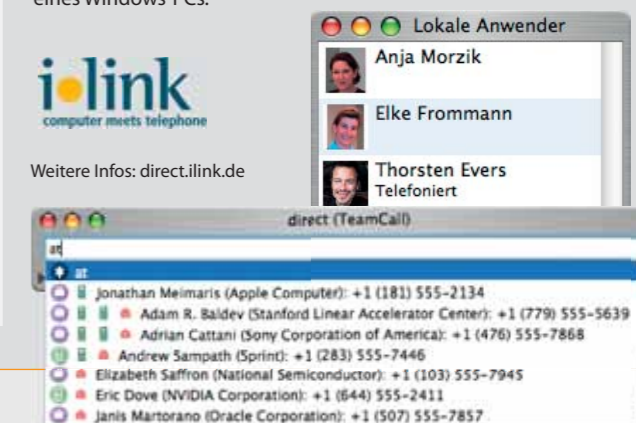 eines Windows-PCs.
i•link
computer meets telephone
Weitere Infos: direct.ilink.de
Lokale Anwender
Anja Morzik
Elke Frommann
Thorsten Evers
Telefoniert
direct (TeamCall)
at
at
Jonathan Meimaris (Apple Computer): +1 (181) 555-2134
Adam R. Baldev (Stanford Linear Accelerator Center): +1 (779) 555-5639
Adrian Cattani (Sony Corporation of America): +1 (476) 555-7868
Andrew Sampath (Sprint): +1 (283) 555-7446
Elizabeth Saffron (National Semiconductor): +1 (103) 555-7945
Eric Dove (NVIDIA Corporation): +1 (644) 555-2411
Janis Martorano (Oracle Corporation): +1 (507) 555-7857